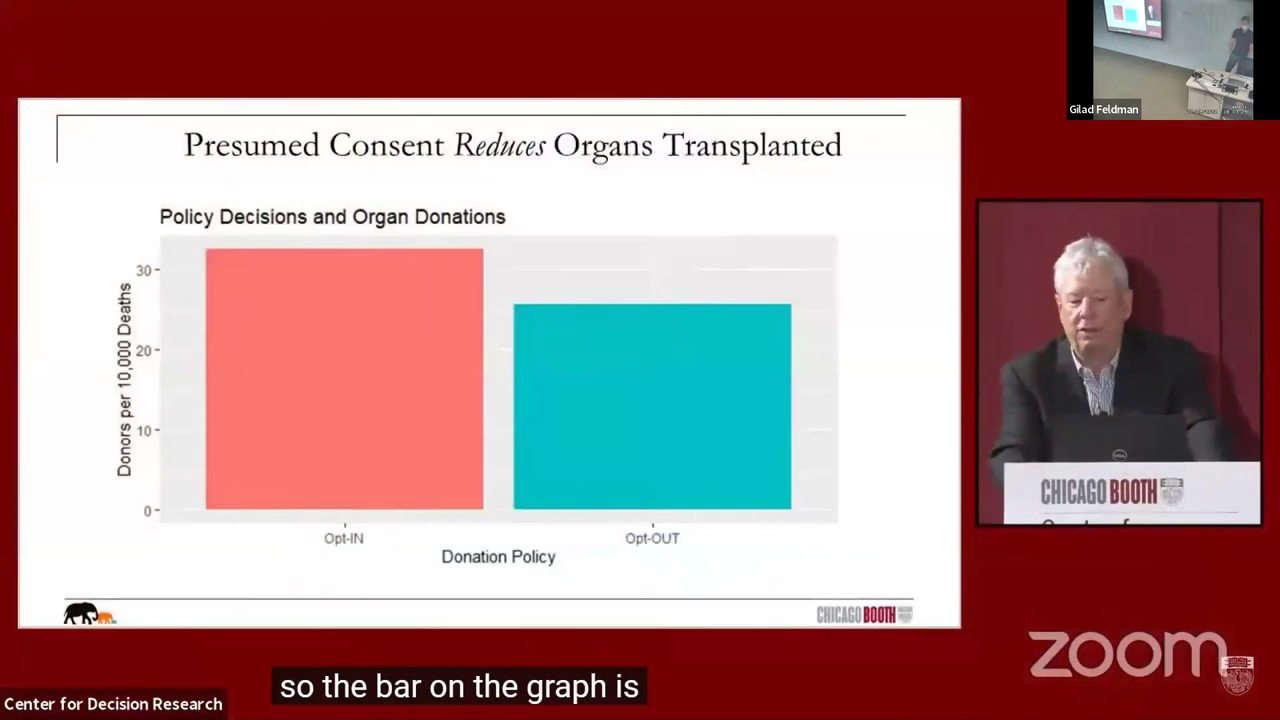 Gilad Feldman
Presumed Consent Reduces Organs Transplanted
Policy Decisions and Organ Donations
Donors per 10,000 Deaths
30
20
10
0
Opt-IN
Opt-OUT
Donation Policy
CHICAGO BOOTH
DELL
CHICAGO BOOTH
zoom
so the bar on the graph is
Center for Decision Research